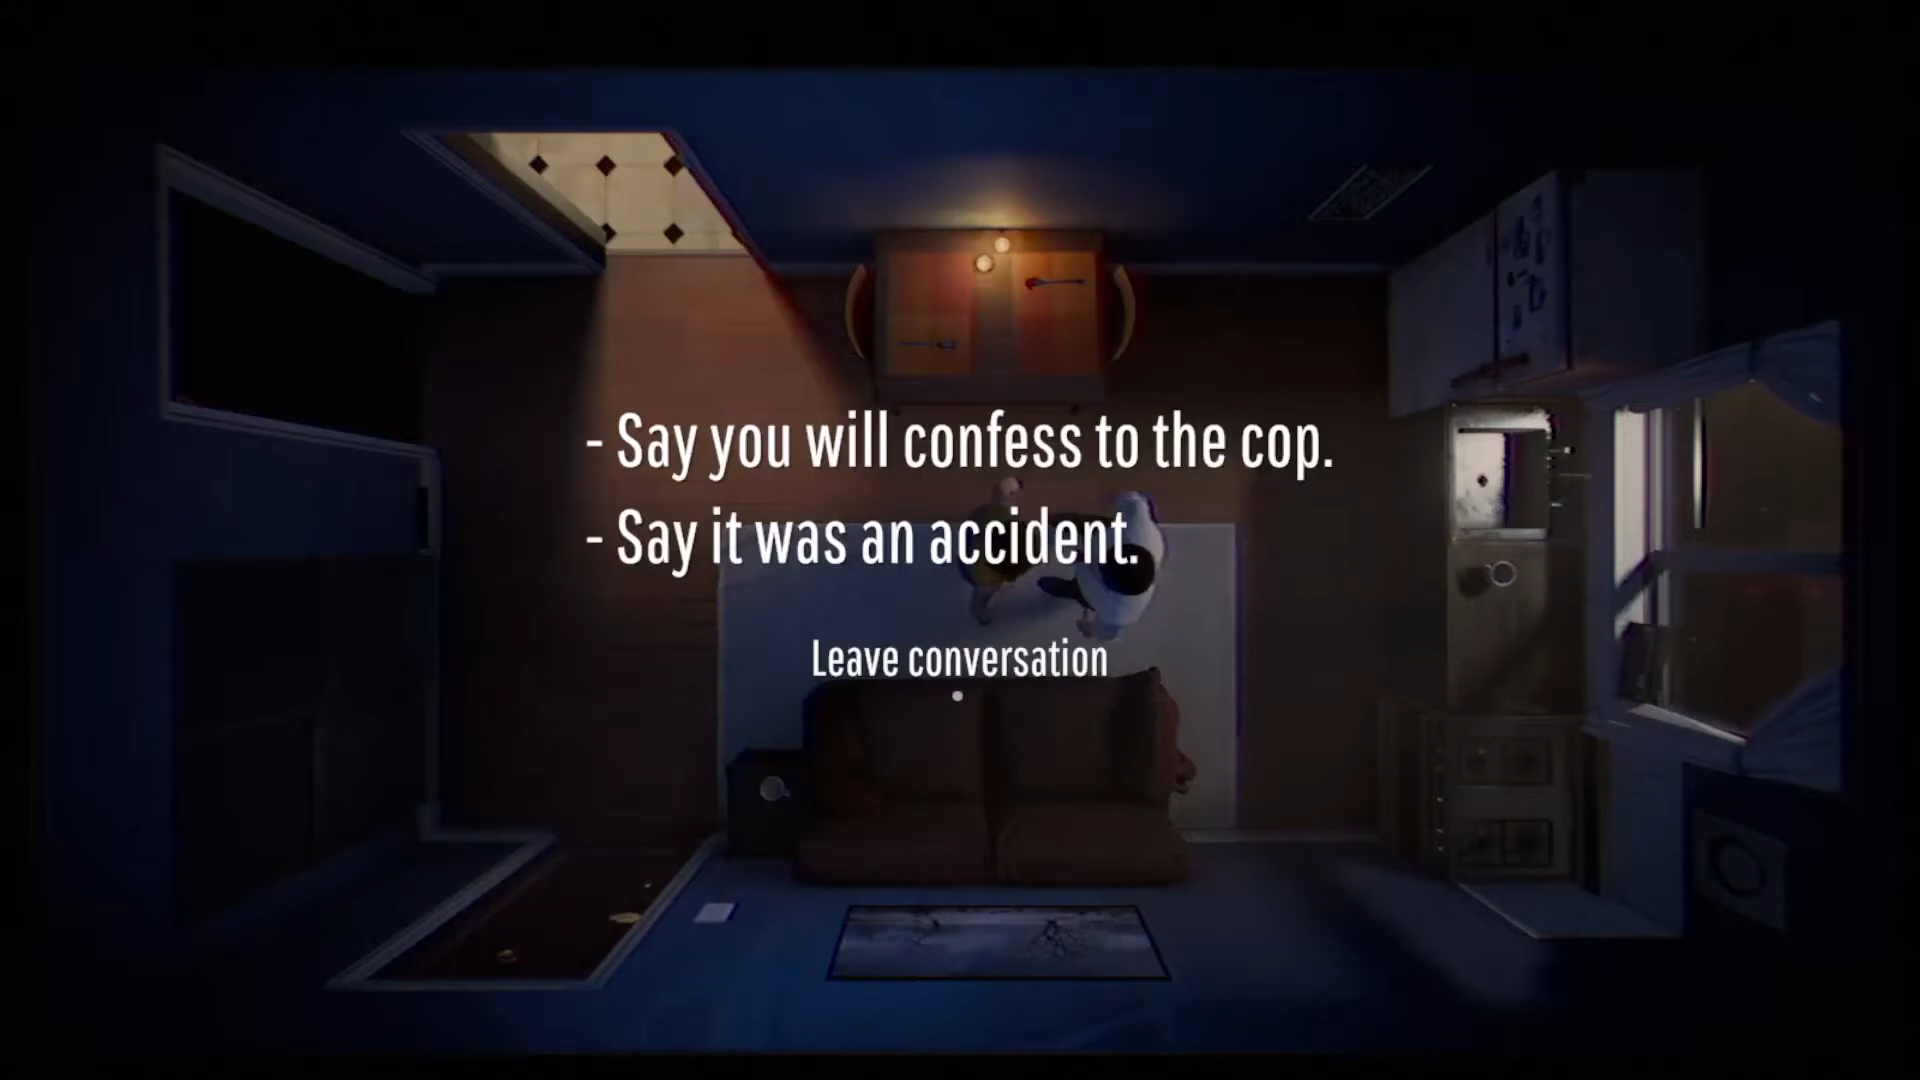 - Say you will confess to the cop.
- Say it was an accident.
Leave conversation